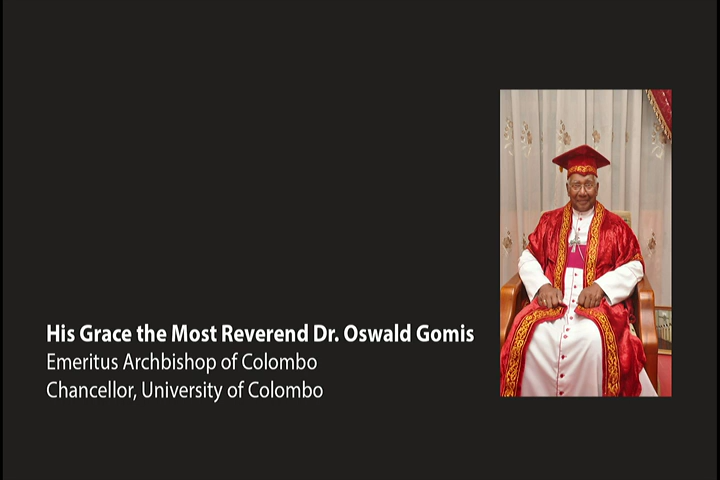 His Grace the Most Reverend Dr. Oswald Gomis
Emeritus Archbishop of Colombo
Chancellor, University of Colombo